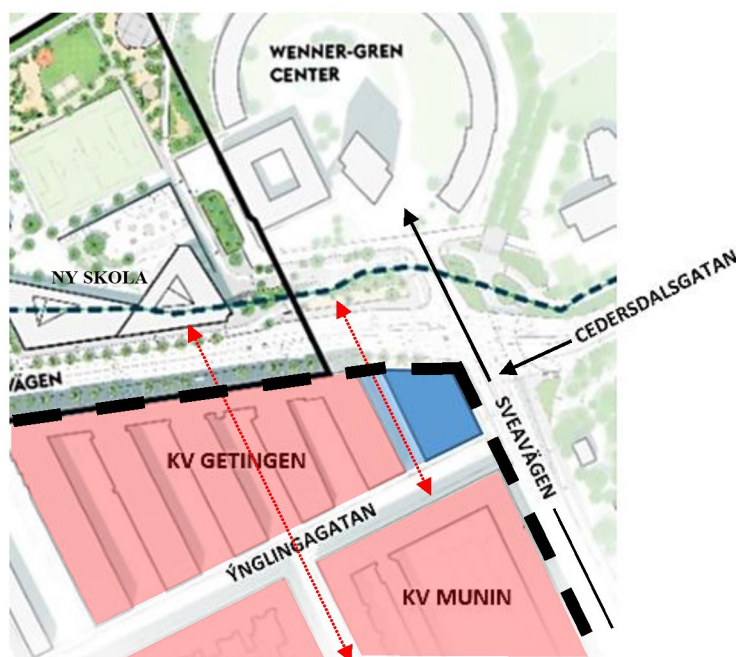 WENNER-GREN
CENTER
NY SKOLA
CEDERSDALSGATAN
VÄGEN
SVEAVÄGEN
KV GETINGEN
ÝNGLINGAGATAN
KV MUNIN